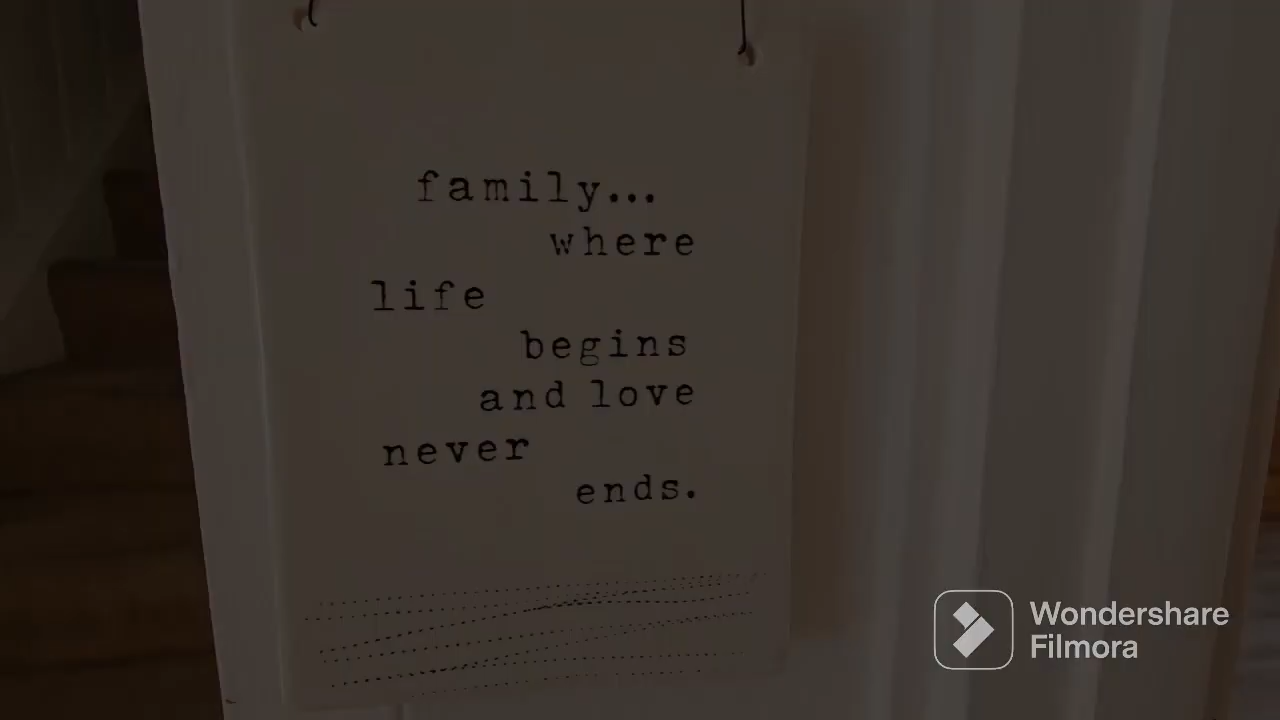 family...
where
life
begins
and love
never
ends.
Wondershare
Filmora